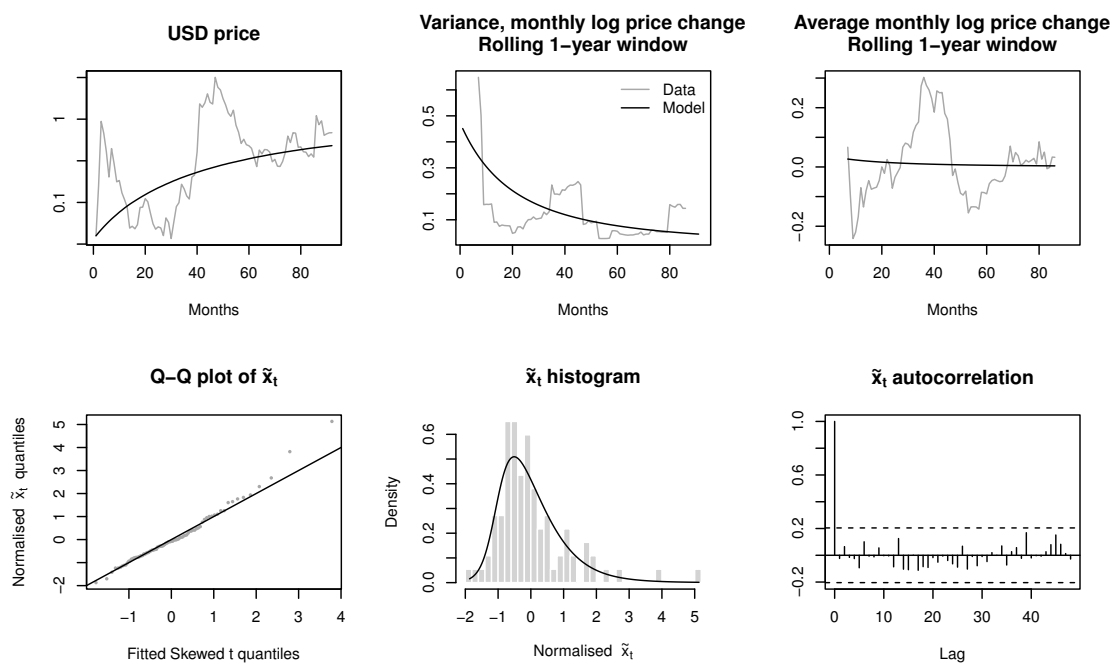 USD price
1
0.1
0 20 40 60 80
Months
Variance, monthly log price change
Rolling 1−year window
Data
Model
0.5
0.3
0.1
0 20 40 60 80
Months
Average monthly log price change
Rolling 1−year window
0.2
0.0
−0.2
0 20 40 60 80
Months
Q−Q plot of x̃t
Normalised x̃t quantiles
5
4
3
2
1
0
−2
−1 0 1 2 3 4
Fitted Skewed t quantiles
x̃t histogram
Density
0.6
0.4
0.2
0.0
−2 −1 0 1 2 3 4 5
Normalised x̃t
x̃t autocorrelation
1.0
0.6
0.2
−0.2
0 10 20 30 40
Lag